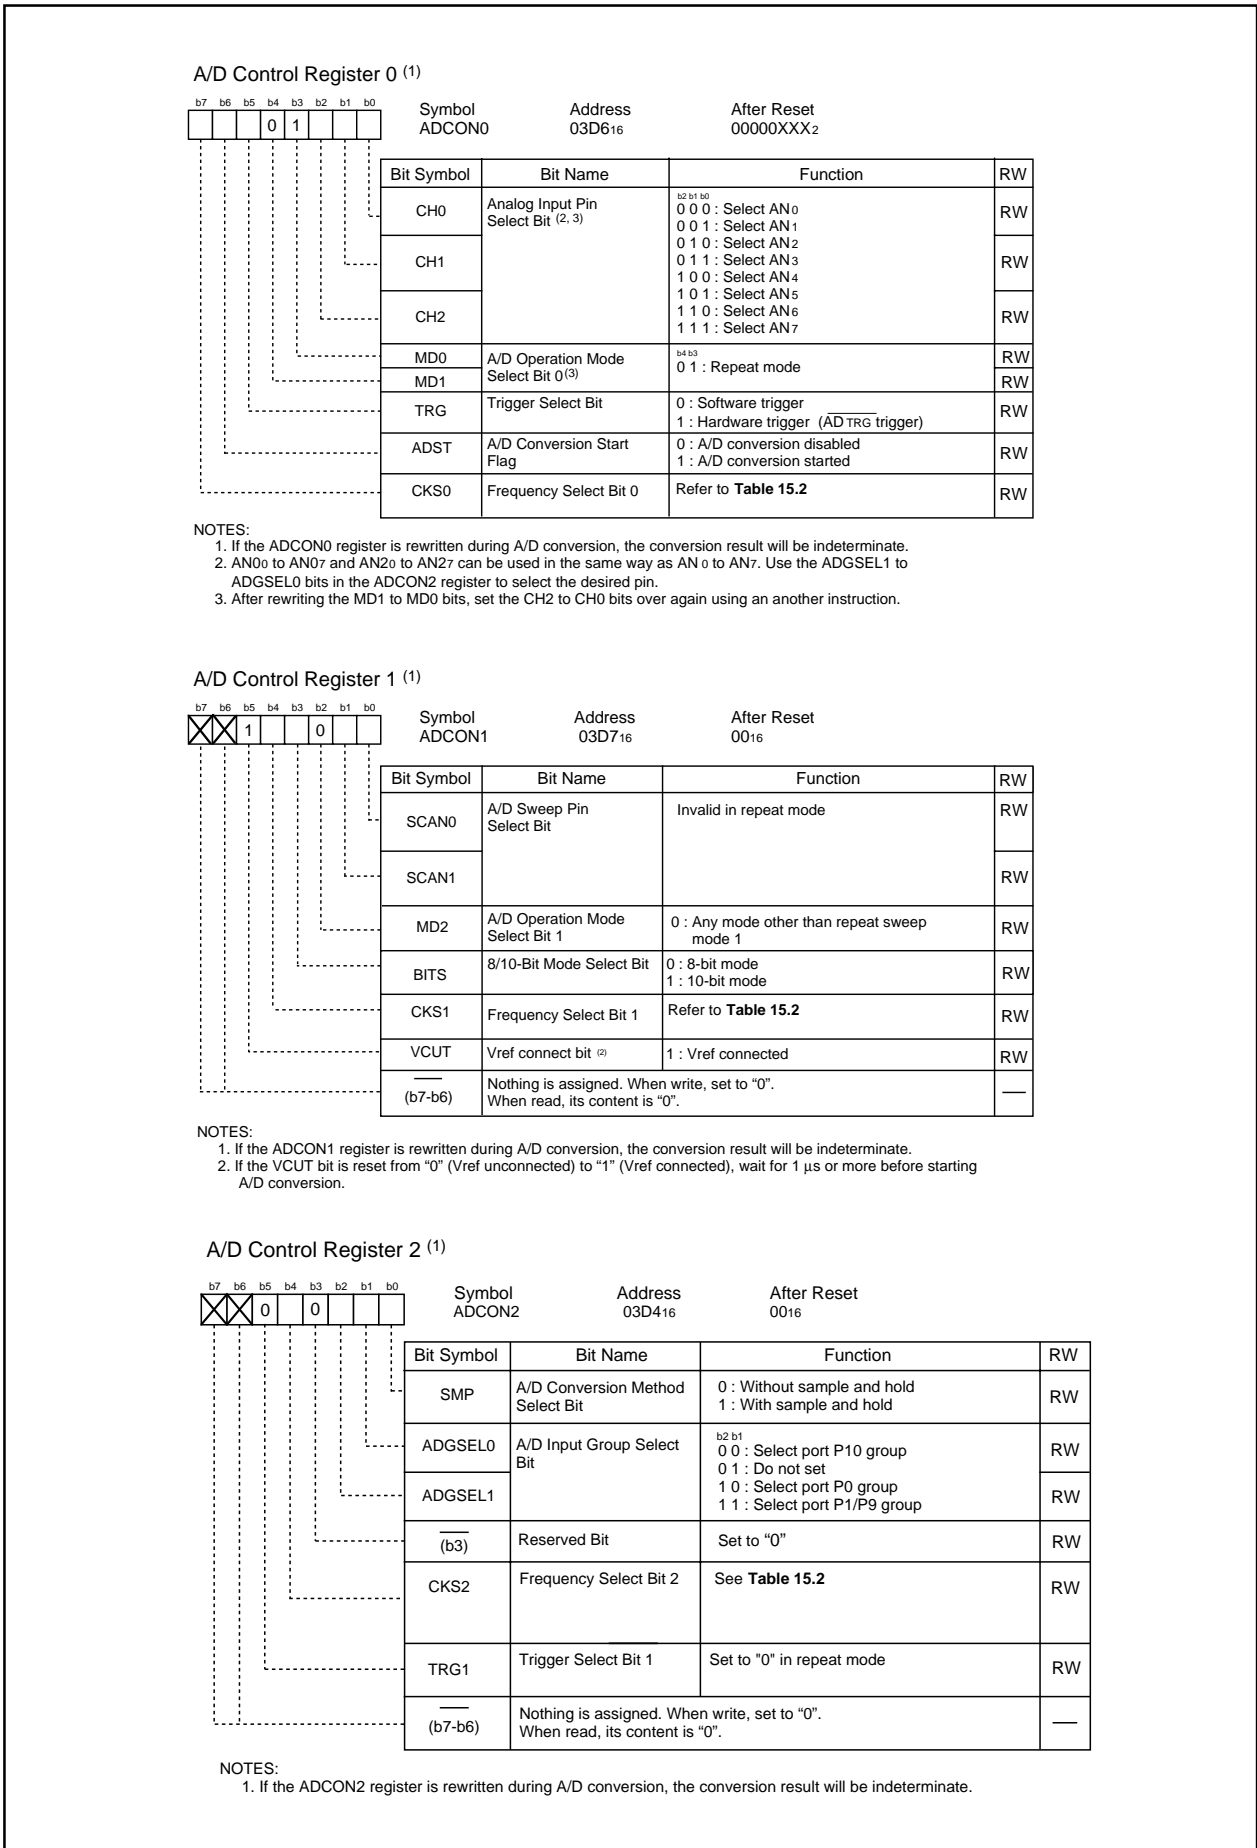 A/D Control Register 0 (1)
b7 b6 b5 b4 b3 b2 b1 b0
0 1
Symbol Address After Reset
ADCON0 03D616 00000XXX2
Bit Symbol Bit Name Function RW
CH0 Analog Input Pin Select Bit (2, 3) RW
b2 b1 b0
0 0 0 : Select AN0
0 0 1 : Select AN1
0 1 0 : Select AN2
CH1 0 1 1 : Select AN3 RW
1 0 0 : Select AN4
1 0 1 : Select AN5
CH2 1 1 0 : Select AN6 RW
1 1 1 : Select AN7
MD0 A/D Operation Mode b4 b3 RW
Select Bit 0(3) 0 1 : Repeat mode
MD1 RW
TRG Trigger Select Bit 0 : Software trigger RW
1 : Hardware trigger (ADTRG trigger)
ADST A/D Conversion Start 0 : A/D conversion disabled RW
Flag 1 : A/D conversion started
CKS0 Frequency Select Bit 0 Refer to Table 15.2 RW
NOTES:
1. If the ADCON0 register is rewritten during A/D conversion, the conversion result will be indeterminate.
2. AN00 to AN07 and AN20 to AN27 can be used in the same way as AN0 to AN7. Use the ADGSEL1 to
ADGSEL0 bits in the ADCON2 register to select the desired pin.
3. After rewriting the MD1 to MD0 bits, set the CH2 to CH0 bits over again using an another instruction.
A/D Control Register 1 (1)
b7 b6 b5 b4 b3 b2 b1 b0
1 0
Symbol Address After Reset
ADCON1 03D716 0016
Bit Symbol Bit Name Function RW
SCAN0 A/D Sweep Pin Invalid in repeat mode RW
Select Bit
SCAN1 RW
MD2 A/D Operation Mode 0 : Any mode other than repeat sweep RW
Select Bit 1 mode 1
BITS 8/10-Bit Mode Select Bit 0 : 8-bit mode RW
1 : 10-bit mode
CKS1 Frequency Select Bit 1 Refer to Table 15.2 RW
VCUT Vref connect bit (2) 1 : Vref connected RW
(b7-b6) Nothing is assigned. When write, set to “0”. —
When read, its content is “0”.
NOTES:
1. If the ADCON1 register is rewritten during A/D conversion, the conversion result will be indeterminate.
2. If the VCUT bit is reset from “0” (Vref unconnected) to “1” (Vref connected), wait for 1 µs or more before starting
A/D conversion.
A/D Control Register 2 (1)
b7 b6 b5 b4 b3 b2 b1 b0
0 0
Symbol Address After Reset
ADCON2 03D416 0016
Bit Symbol Bit Name Function RW
SMP A/D Conversion Method 0 : Without sample and hold RW
Select Bit 1 : With sample and hold
ADGSEL0 A/D Input Group Select b2 b1 RW
Bit 0 0 : Select port P10 group
0 1 : Do not set
ADGSEL1 1 0 : Select port P0 group RW
1 1 : Select port P1/P9 group
(b3) Reserved Bit Set to “0” RW
CKS2 Frequency Select Bit 2 See Table 15.2 RW
TRG1 Trigger Select Bit 1 Set to "0" in repeat mode RW
(b7-b6) Nothing is assigned. When write, set to “0”. —
When read, its content is “0”.
NOTES:
1. If the ADCON2 register is rewritten during A/D conversion, the conversion result will be indeterminate.